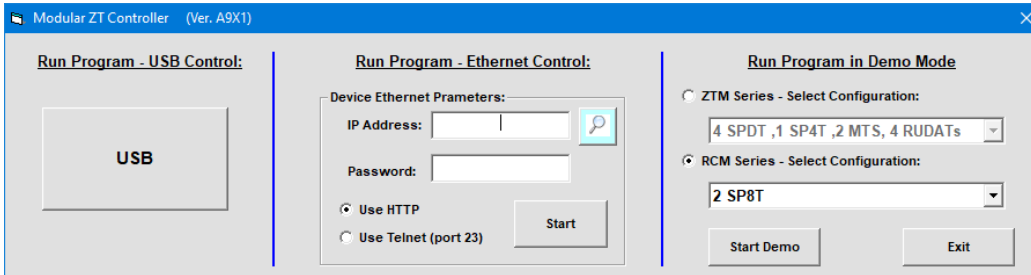 Modular ZT Controller (Ver. A9X1)
Run Program - USB Control:
USB
Run Program - Ethernet Control:
Device Ethernet Prameters:
IP Address:
Password:
Use HTTP
Use Telnet (port 23)
Start
Run Program in Demo Mode
ZTM Series - Select Configuration:
4 SPDT ,1 SP4T ,2 MTS, 4 RUDATs
RCM Series - Select Configuration:
2 SP8T
Start Demo
Exit